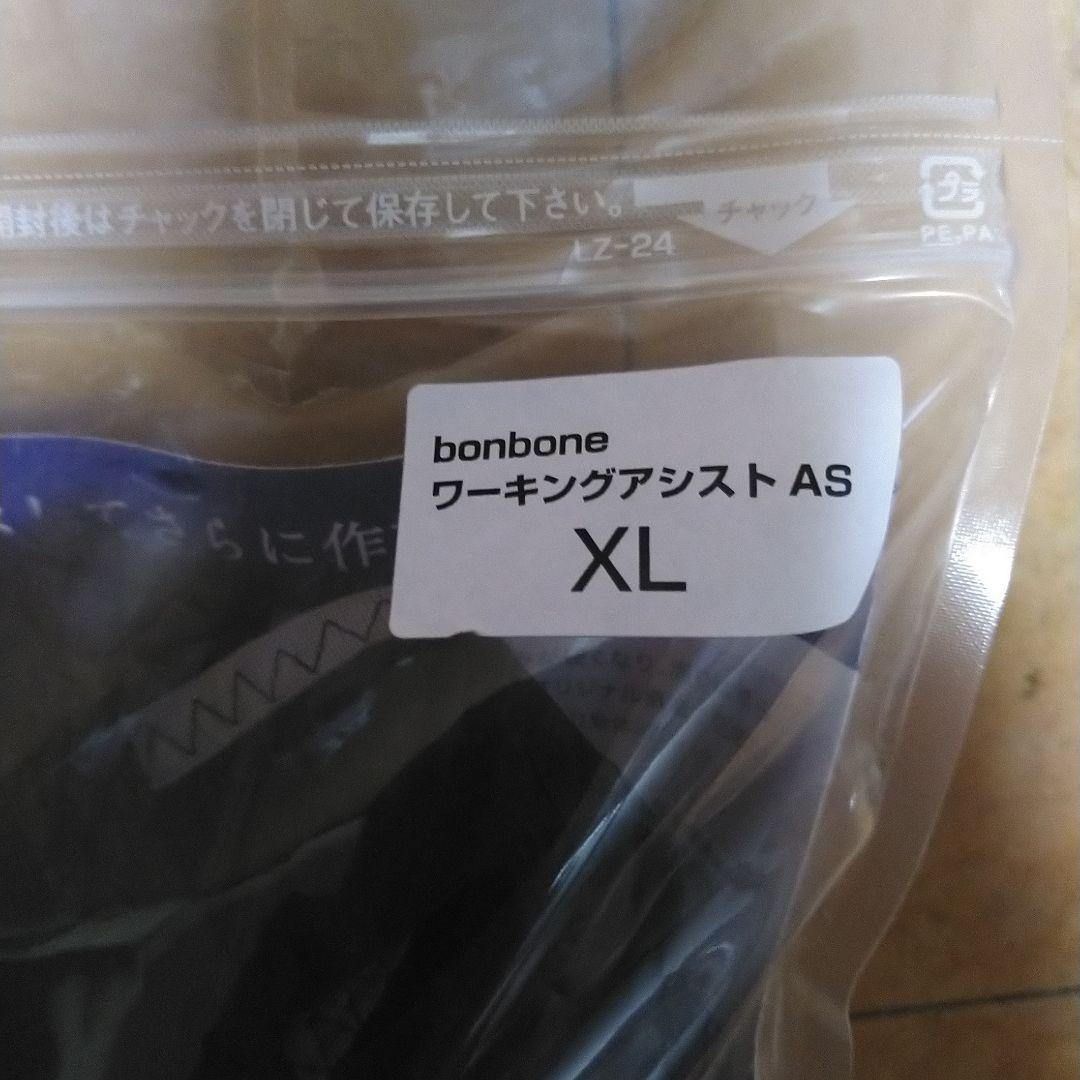 開封後はチャックを閉じて保存して下さい。
チャック
プラ
PE,PA
LZ-24
bonbone
ワーキングアシスト AS
XL
てさらに作